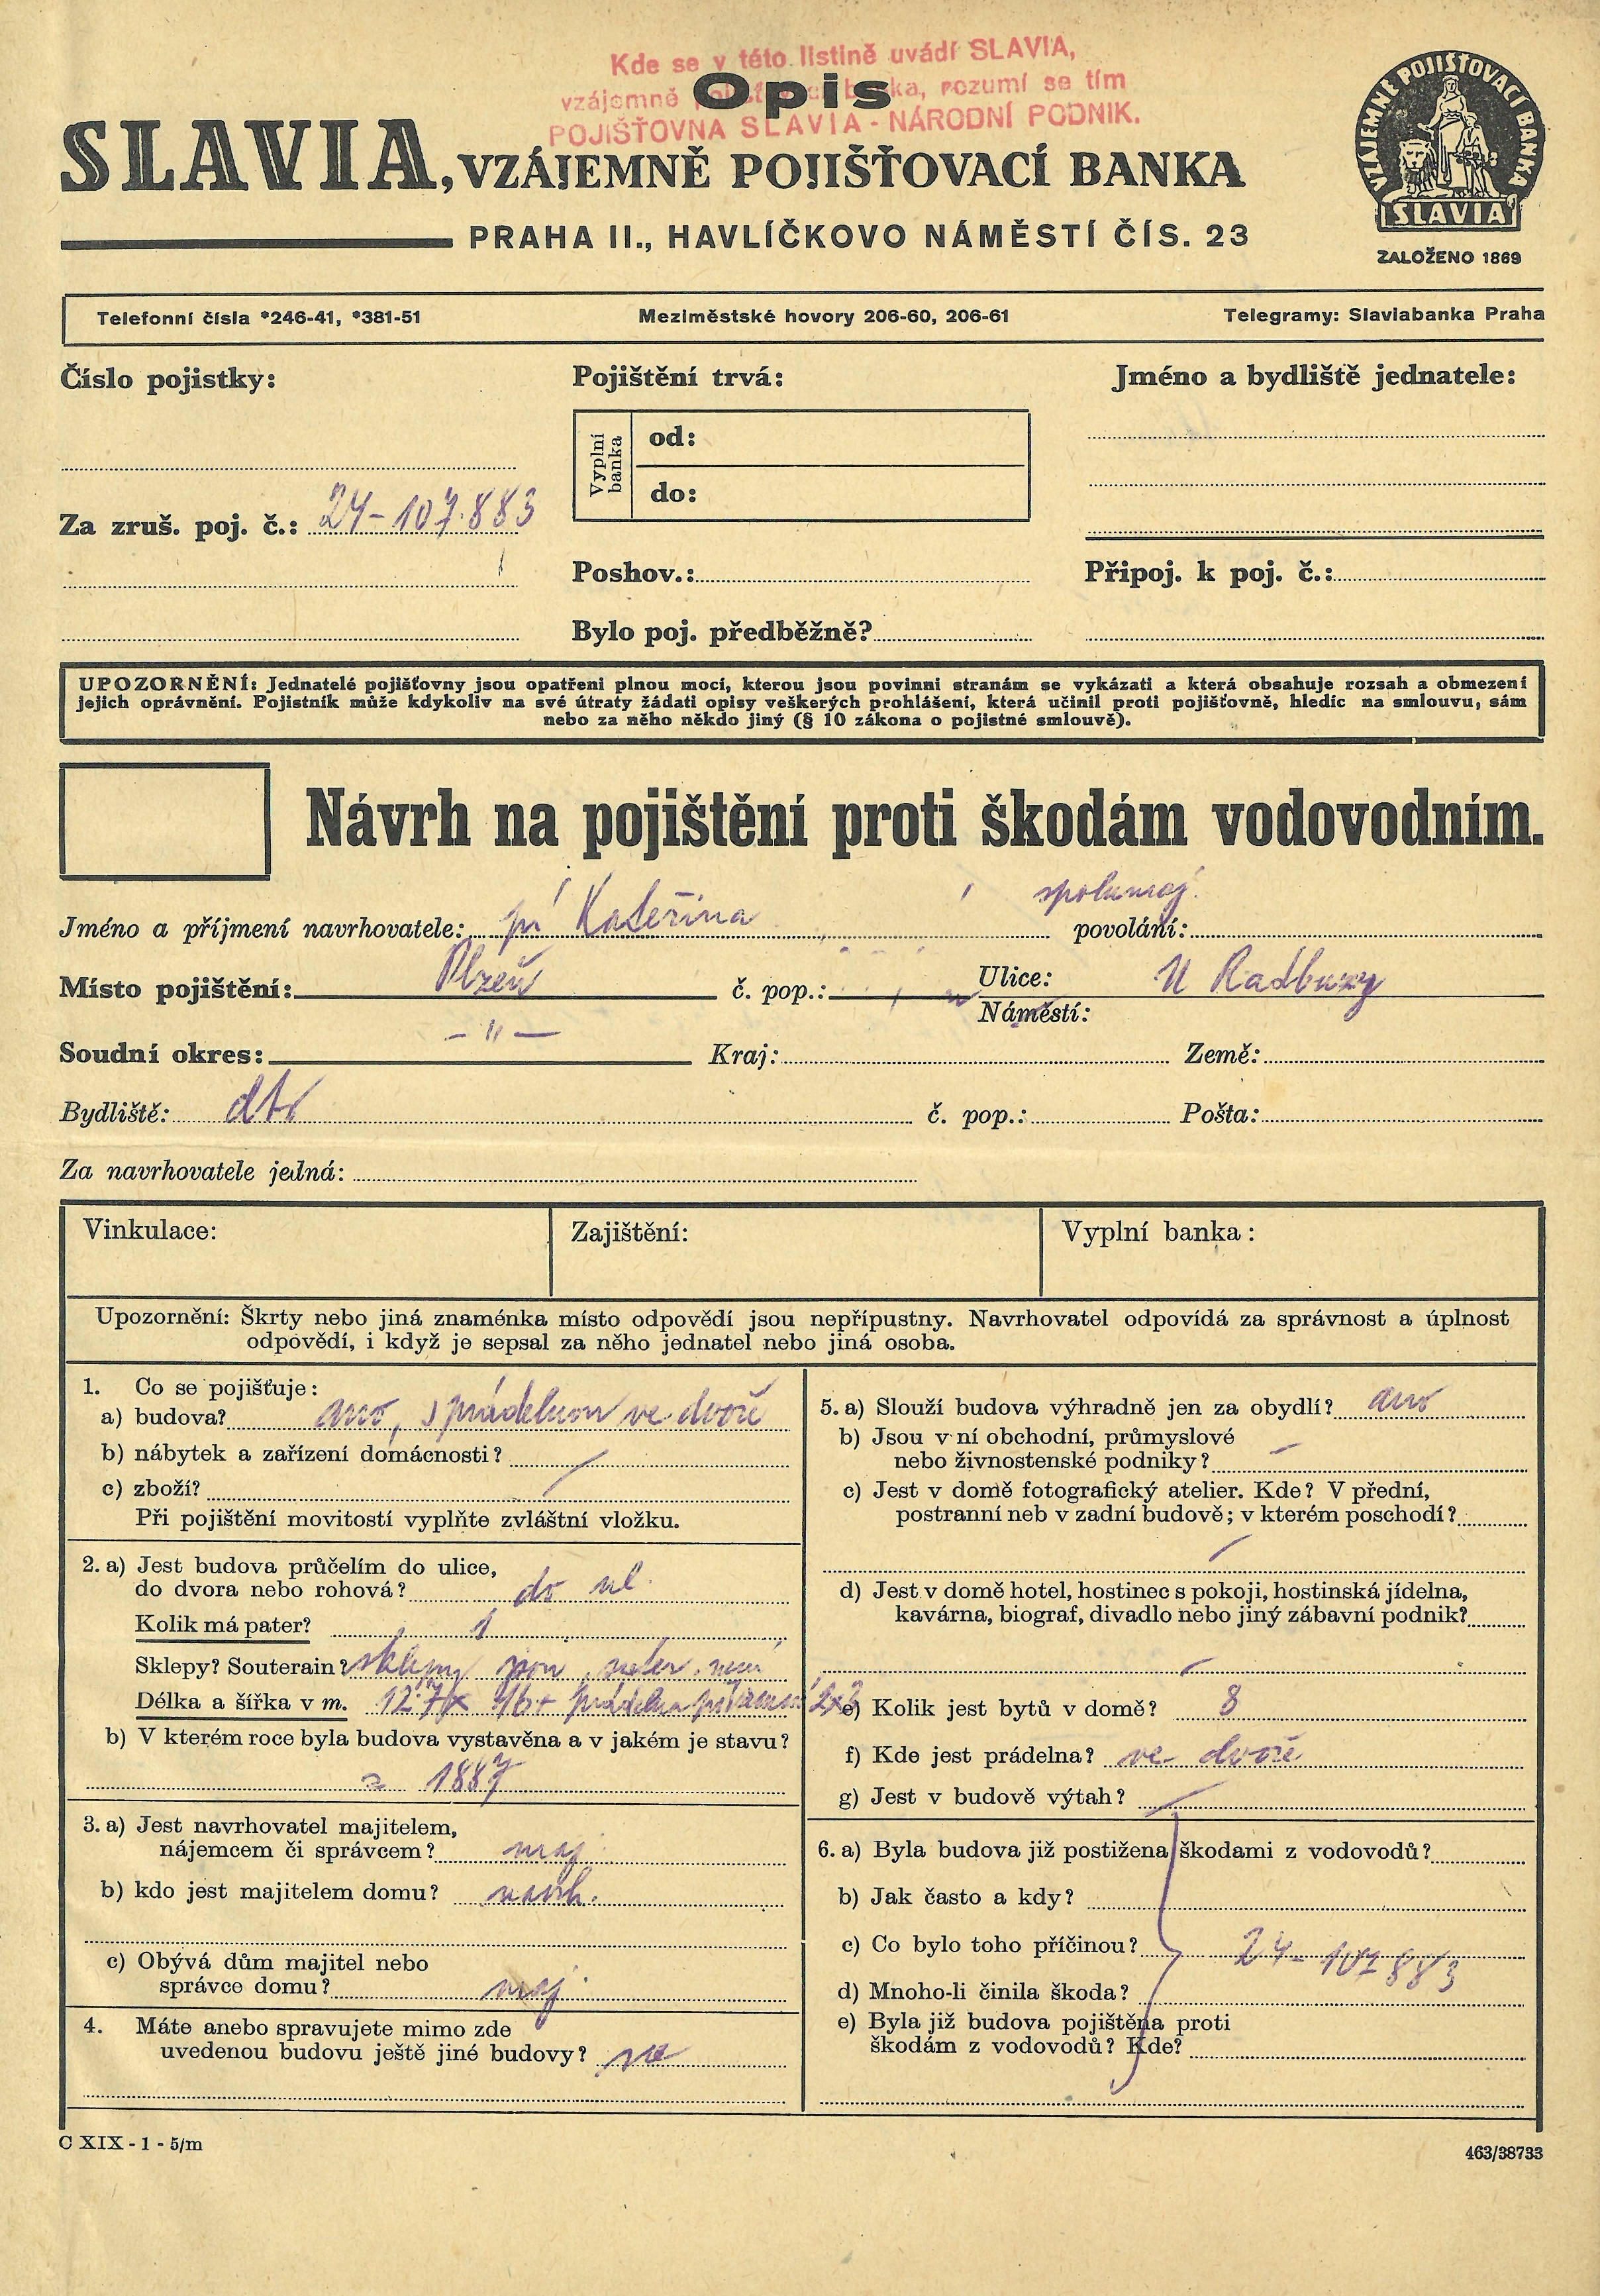 Kde se v této listině uvádí SLAVIA,
vzájemně pojišťovací banka, rozumí se tím
POJIŠŤOVNA SLAVIA - NÁRODNÍ PODNIK.
Opis
SLAVIA, VZÁJEMNĚ POJIŠŤOVACÍ BANKA
PRAHA II., HAVLÍČKOVO NÁMĚSTÍ ČÍS. 23
VZÁJEMNĚ POJIŠŤOVACÍ BANKA
SLAVIA
ZALOŽENO 1869
Telefonní čísla *246-41, *381-51 Meziměstské hovory 206-60, 206-61 Telegramy: Slaviabanka Praha
Číslo pojistky: Pojištění trvá: Jméno a bydliště jednatele:
Vyplní banka
od:
do:
Za zruš. poj. č.: 24-107.883
Poshov.: Připoj. k poj. č.:
Bylo poj. předběžně?
UPOZORNĚNÍ: Jednatelé pojišťovny jsou opatřeni plnou mocí, kterou jsou povinni stranám se vykázati a která obsahuje rozsah a obmezení
jejich oprávnění. Pojistník může kdykoliv na své útraty žádati opisy veškerých prohlášení, která učinil proti pojišťovně, hledíc na smlouvu, sám
nebo za něho někdo jiný (§ 10 zákona o pojistné smlouvě).
Návrh na pojištění proti škodám vodovodním.
Jméno a příjmení navrhovatele: pí Kateřina spolumaj. povolání:
Místo pojištění: Plzeň č. pop.: Ulice: U Radbuzy
Náměstí:
Soudní okres: - " - Kraj: Země:
Bydliště: dto č. pop.: Pošta:
Za navrhovatele jedná:
Vinkulace: Zajištění: Vyplní banka:
Upozornění: Škrty nebo jiná znaménka místo odpovědí jsou nepřípustny. Navrhovatel odpovídá za správnost a úplnost
odpovědí, i když je sepsal za něho jednatel nebo jiná osoba.
1. Co se pojišťuje:
a) budova? ano, s prádelnou ve dvoře
b) nábytek a zařízení domácnosti?
c) zboží?
Při pojištění movitostí vyplňte zvláštní vložku.
2. a) Jest budova průčelím do ulice,
do dvora nebo rohová? do ul.
Kolik má pater? 1
Sklepy? Souterain? sklepy jsou
Délka a šířka v m. prádelna
b) V kterém roce byla budova vystavěna a v jakém je stavu?
1887
3. a) Jest navrhovatel majitelem,
nájemcem či správcem? maj.
b) kdo jest majitelem domu? navrh.
c) Obývá dům majitel nebo
správce domu? maj.
4. Máte anebo spravujete mimo zde
uvedenou budovu ještě jiné budovy? ne
5. a) Slouží budova výhradně jen za obydlí? ano
b) Jsou v ní obchodní, průmyslové
nebo živnostenské podniky? -
c) Jest v domě fotografický atelier. Kde? V přední,
postranní neb v zadní budově; v kterém poschodí?
d) Jest v domě hotel, hostinec s pokoji, hostinská jídelna,
kavárna, biograf, divadlo nebo jiný zábavní podnik?
e) Kolik jest bytů v domě? 8
f) Kde jest prádelna? ve dvoře
g) Jest v budově výtah?
6. a) Byla budova již postižena škodami z vodovodů?
b) Jak často a kdy?
c) Co bylo toho příčinou? 24-107883
d) Mnoho-li činila škoda?
e) Byla již budova pojištěna proti
škodám z vodovodů? Kde?
C XIX - 1 - 5/m 463/38733